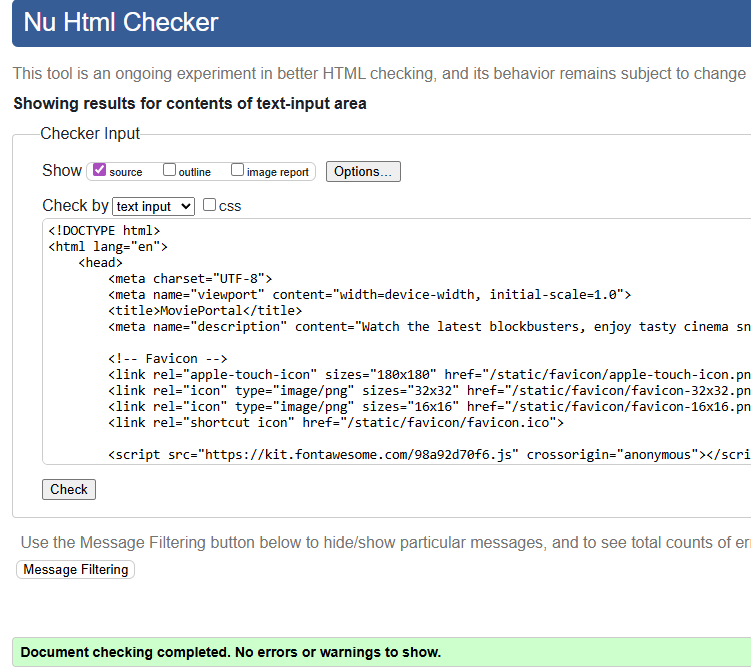 Nu Html Checker
This tool is an ongoing experiment in better HTML checking, and its behavior remains subject to change
Showing results for contents of text-input area
Checker Input
Show source outline image report Options...
Check by text input css
<!DOCTYPE html>
<html lang="en">
<head>
<meta charset="UTF-8">
<meta name="viewport" content="width=device-width, initial-scale=1.0">
<title>MoviePortal</title>
<meta name="description" content="Watch the latest blockbusters, enjoy tasty cinema sn
<!-- Favicon -->
<link rel="apple-touch-icon" sizes="180x180" href="/static/favicon/apple-touch-icon.pn
<link rel="icon" type="image/png" sizes="32x32" href="/static/favicon/favicon-32x32.pn
<link rel="icon" type="image/png" sizes="16x16" href="/static/favicon/favicon-16x16.pn
<link rel="shortcut icon" href="/static/favicon/favicon.ico">
<script src="https://kit.fontawesome.com/98a92d70f6.js" crossorigin="anonymous"></scri
Check
Use the Message Filtering button below to hide/show particular messages, and to see total counts of er
Message Filtering
Document checking completed. No errors or warnings to show.